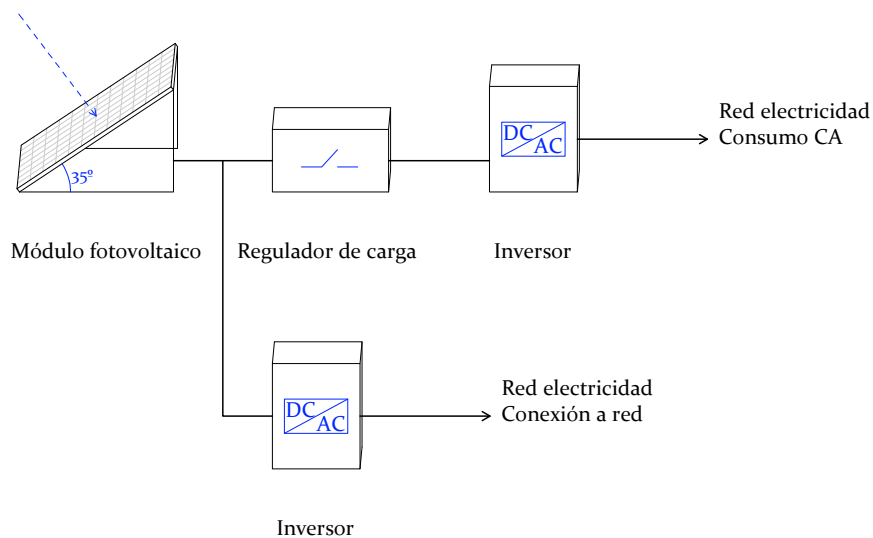 DC
AC
Red electricidad
Consumo CA
35º
Módulo fotovoltaico
Regulador de carga
Inversor
DC
AC
Red electricidad
Conexión a red
Inversor